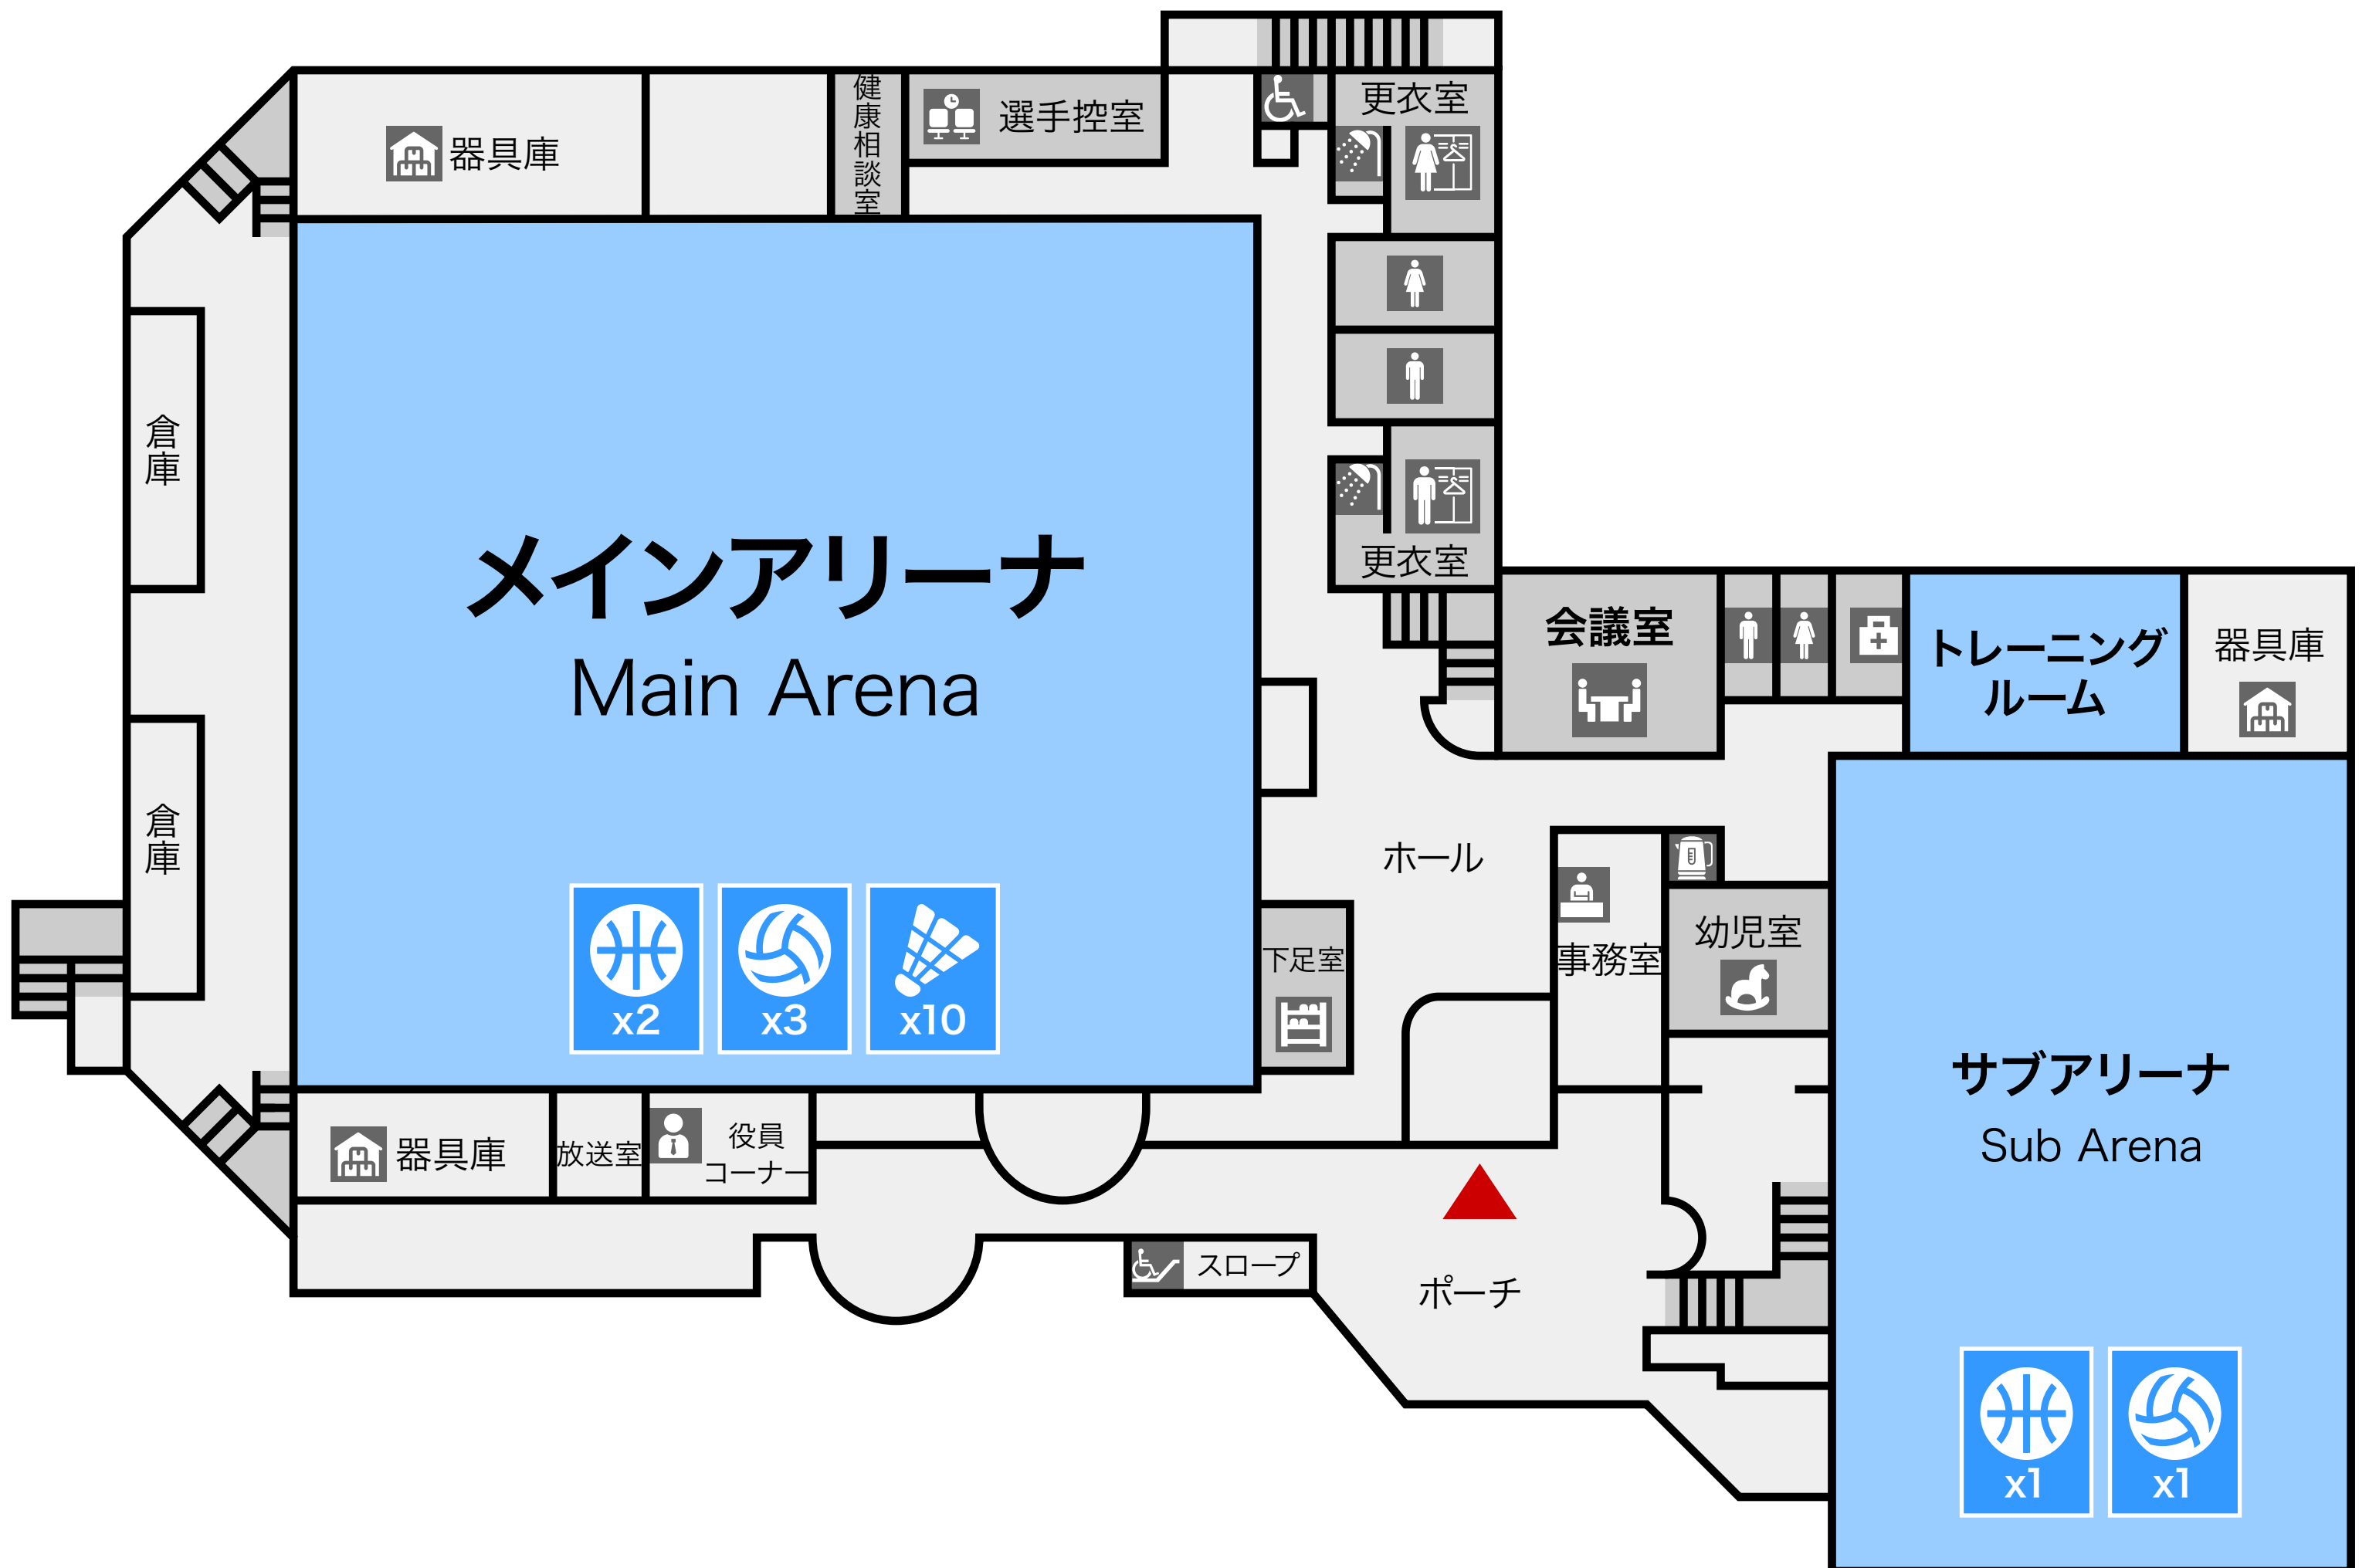 健康相談室
選手控室
更衣室
器具庫
倉庫
更衣室
メインアリーナ
Main Arena
会議室
トレーニング
ルーム
器具庫
倉庫
ホール
事務室
幼児室
下足室
x2
x3
x10
サブアリーナ
Sub Arena
器具庫
放送室
役員
コーナー
スロープ
ポーチ
x1
x1